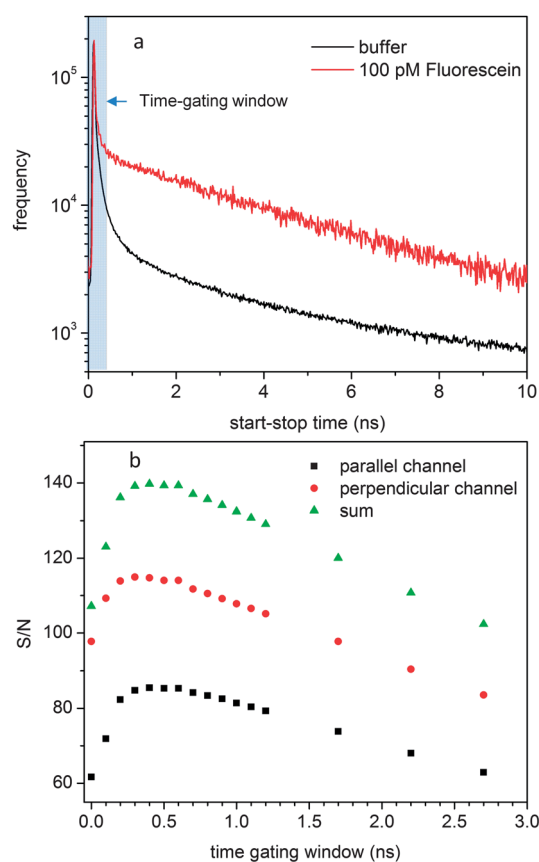 a
buffer
100 pM Fluorescein
Time-gating window
10^5
10^4
10^3
frequency
0 2 4 6 8 10
start-stop time (ns)
b
parallel channel
perpendicular channel
sum
140
120
100
80
60
S/N
0.0 0.5 1.0 1.5 2.0 2.5 3.0
time gating window (ns)